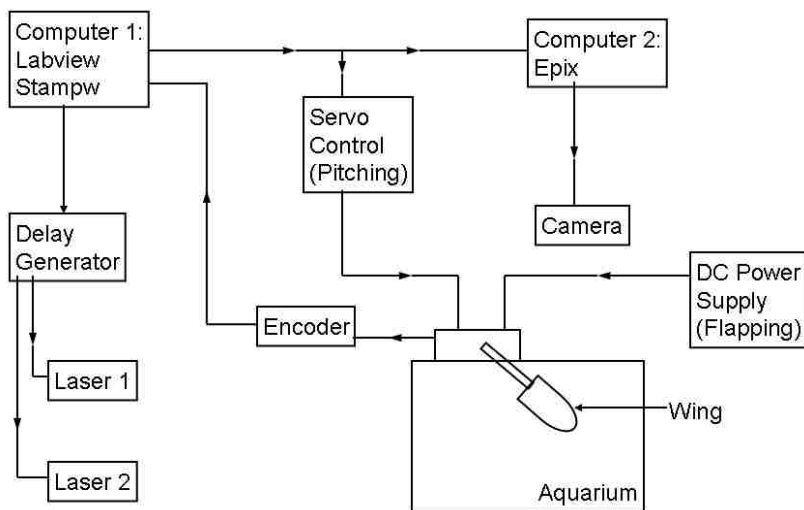 Computer 1:
Labview
Stampw
Computer 2:
Epix
Servo
Control
(Pitching)
Camera
Delay
Generator
DC Power
Supply
(Flapping)
Encoder
Laser 1
Wing
Laser 2
Aquarium